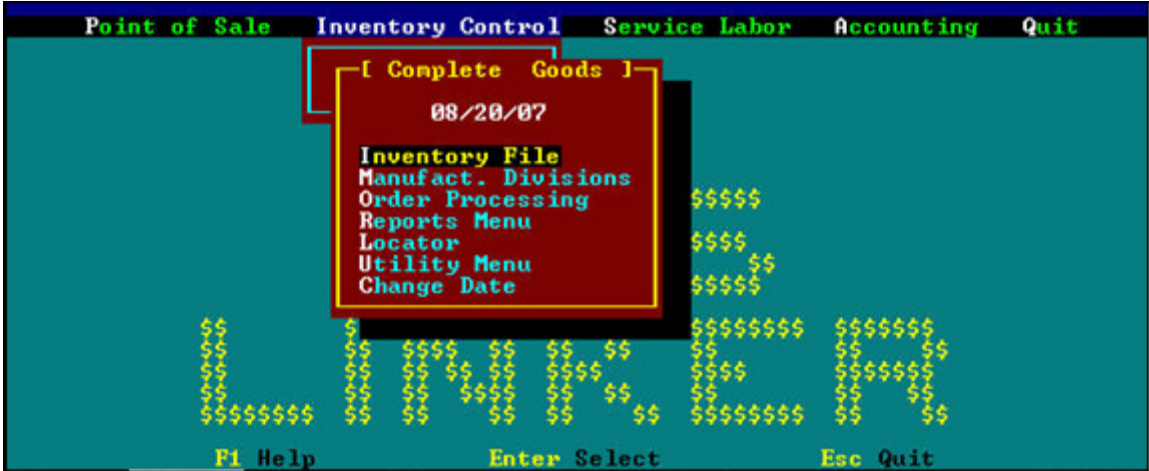 Point of Sale Inventory Control Service Labor Accounting Quit
[ Complete Goods ]
08/20/07
Inventory File
Manufact. Divisions
Order Processing
Reports Menu
Locator
Utility Menu
Change Date
LINKER
F1 Help Enter Select Esc Quit